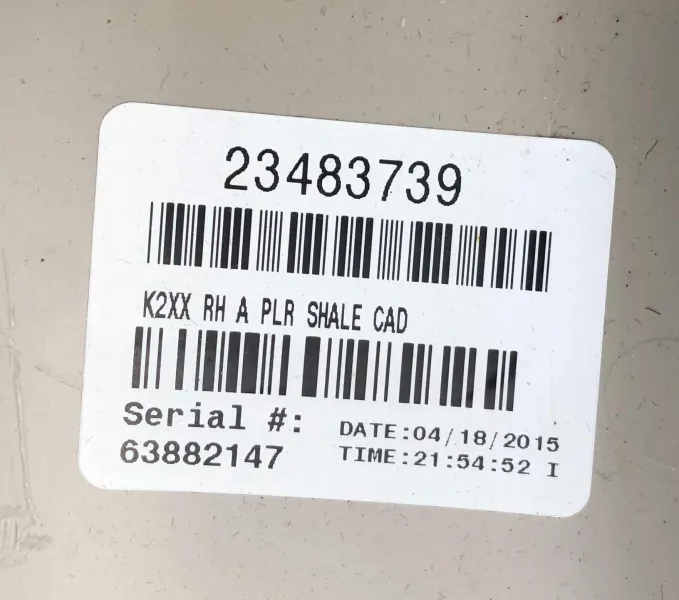 23483739
K2XX RH A PLR SHALE CAD
Serial #:
63882147
DATE:04/18/2015
TIME:21:54:52 I